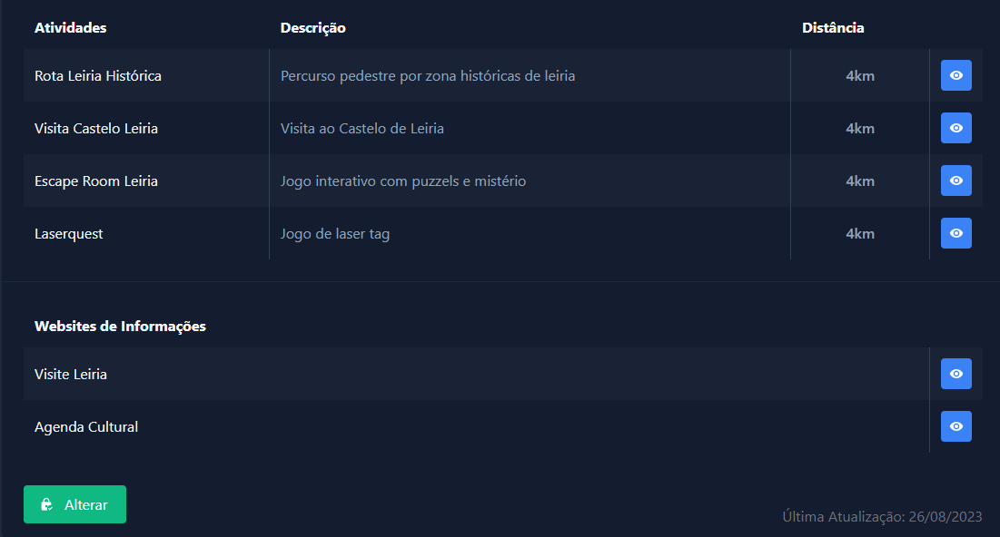 Atividades Descrição Distância
Rota Leiria Histórica Percurso pedestre por zona históricas de leiria 4km
Visita Castelo Leiria Visita ao Castelo de Leiria 4km
Escape Room Leiria Jogo interativo com puzzels e mistério 4km
Laserquest Jogo de laser tag 4km
Websites de Informações
Visite Leiria
Agenda Cultural
Alterar
Última Atualização: 26/08/2023